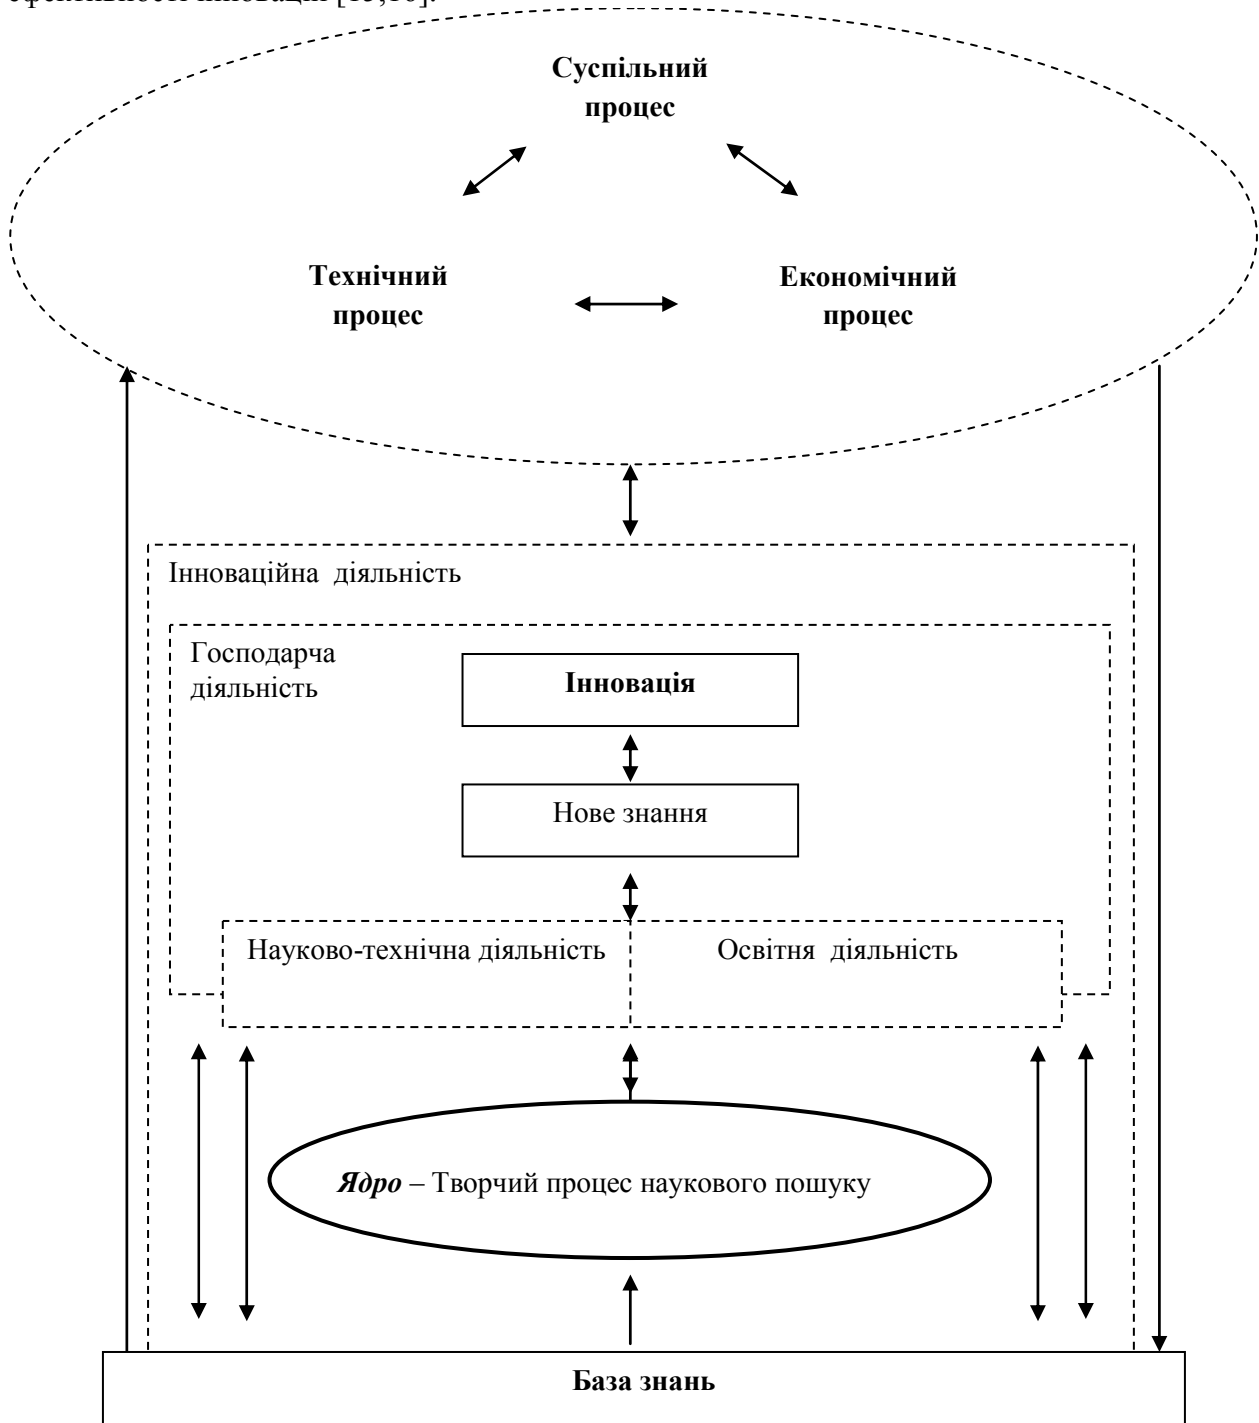 Суспільний
процес
Технічний
процес
Економічний
процес
Інноваційна діяльність
Господарча
діяльність
Інновація
Нове знання
Науково-технічна діяльність
Освітня діяльність
Ядро – Творчий процес наукового пошуку
База знань